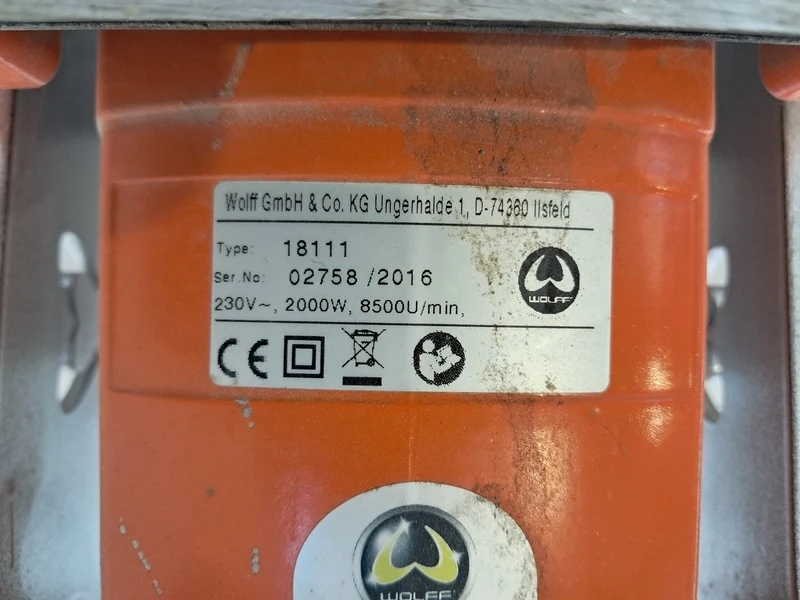 Wolff GmbH & Co. KG Ungerhalde 1, D-74360 Ilsfeld
Type: 18111
Ser.No: 02758 /2016
WOLFF
230V~, 2000W, 8500U/min,
CE
WOLFF